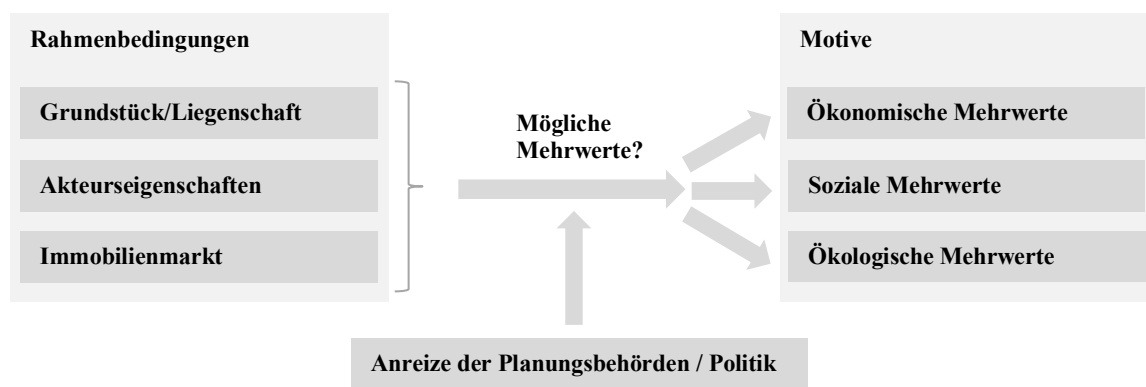 Rahmenbedingungen
Grundstück/Liegenschaft
Akteurseigenschaften
Immobilienmarkt
Mögliche
Mehrwerte?
Motive
Ökonomische Mehrwerte
Soziale Mehrwerte
Ökologische Mehrwerte
Anreize der Planungsbehörden / Politik